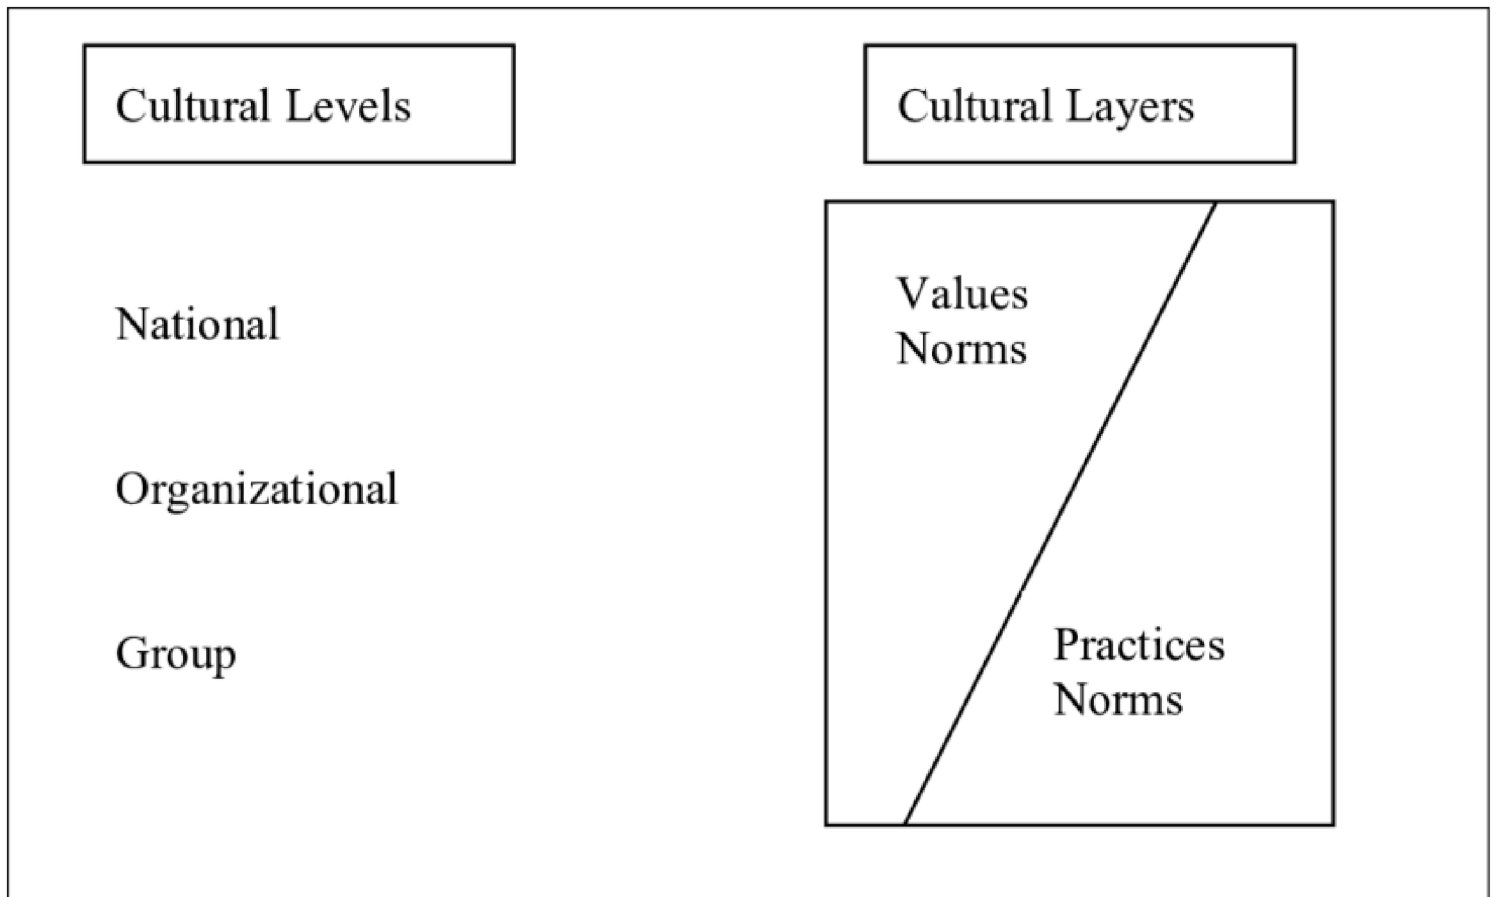 Cultural Levels
Cultural Layers
National
Organizational
Group
Values
Norms
Practices
Norms